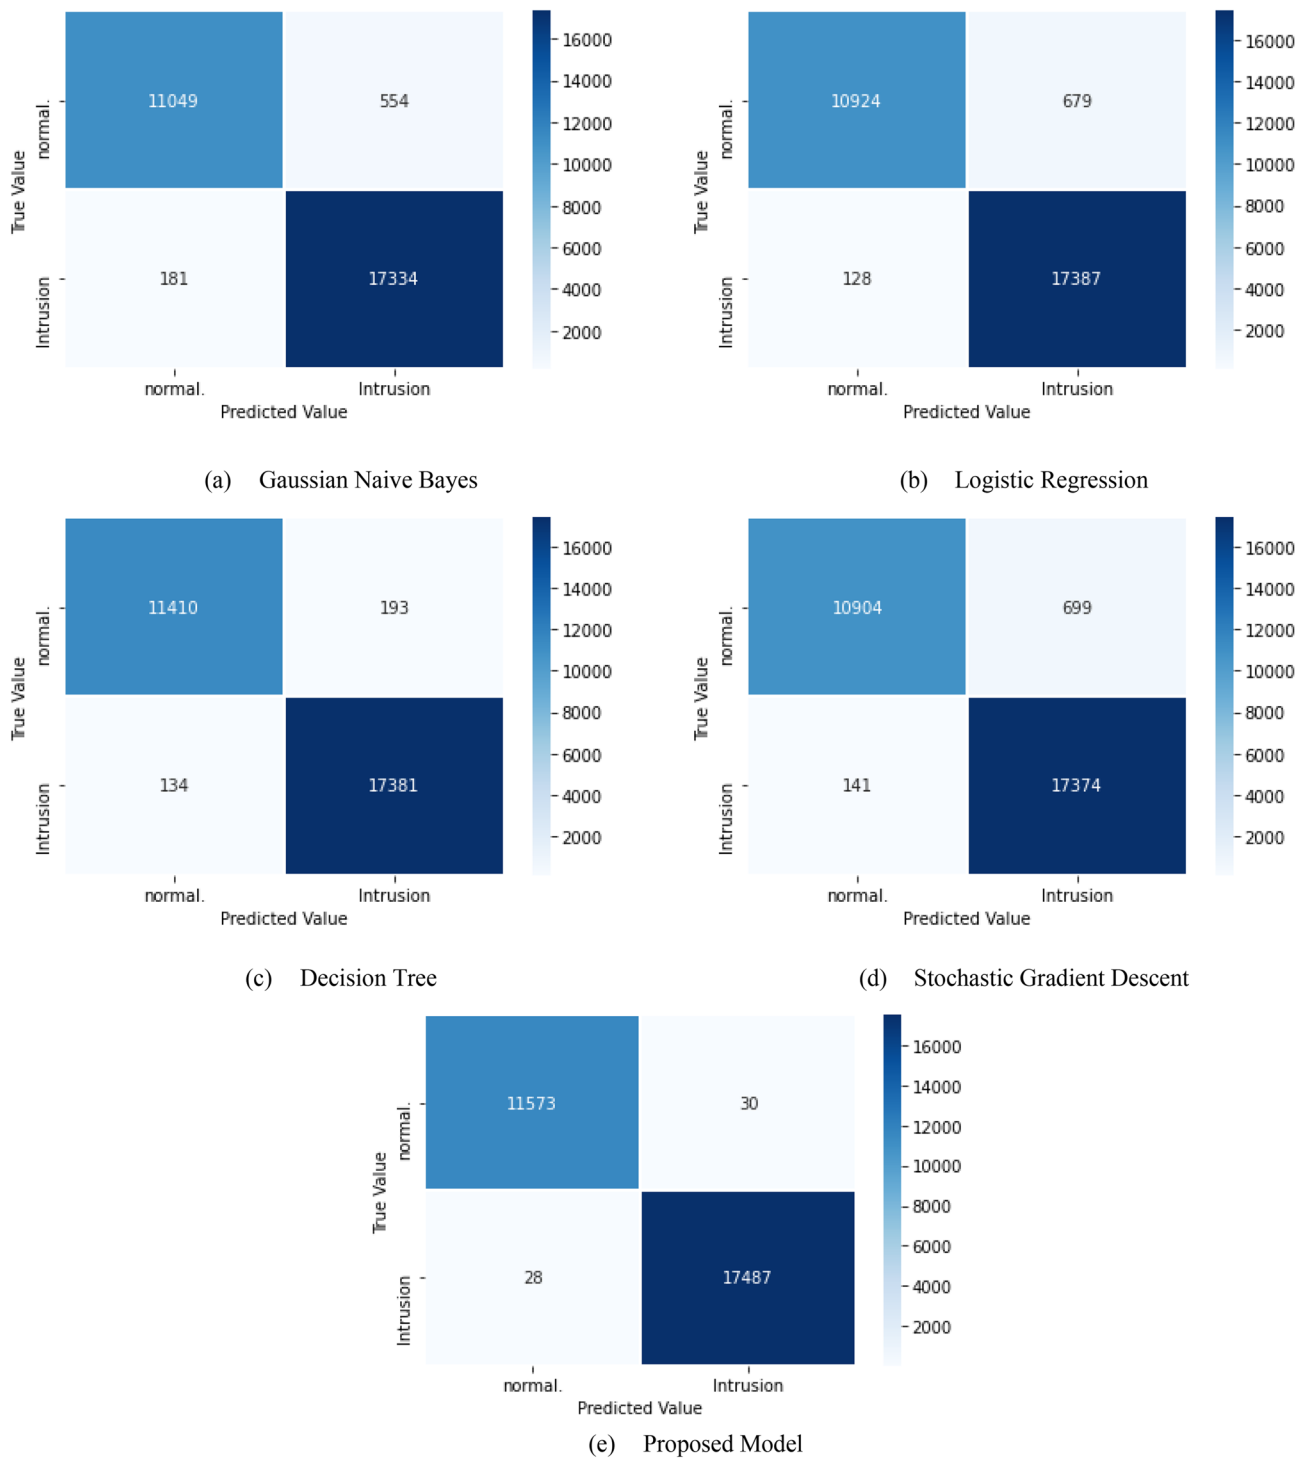 16000
14000
12000
10000
8000
6000
4000
2000
11049 554
181 17334
True Value
normal.
Intrusion
normal. Intrusion
Predicted Value
(a) Gaussian Naive Bayes
16000
14000
12000
10000
8000
6000
4000
2000
10924 679
128 17387
True Value
normal.
Intrusion
normal. Intrusion
Predicted Value
(b) Logistic Regression
16000
14000
12000
10000
8000
6000
4000
2000
11410 193
134 17381
True Value
normal.
Intrusion
normal. Intrusion
Predicted Value
(c) Decision Tree
16000
14000
12000
10000
8000
6000
4000
2000
10904 699
141 17374
True Value
normal.
Intrusion
normal. Intrusion
Predicted Value
(d) Stochastic Gradient Descent
16000
14000
12000
10000
8000
6000
4000
2000
11573 30
28 17487
True Value
normal.
Intrusion
normal. Intrusion
Predicted Value
(e) Proposed Model